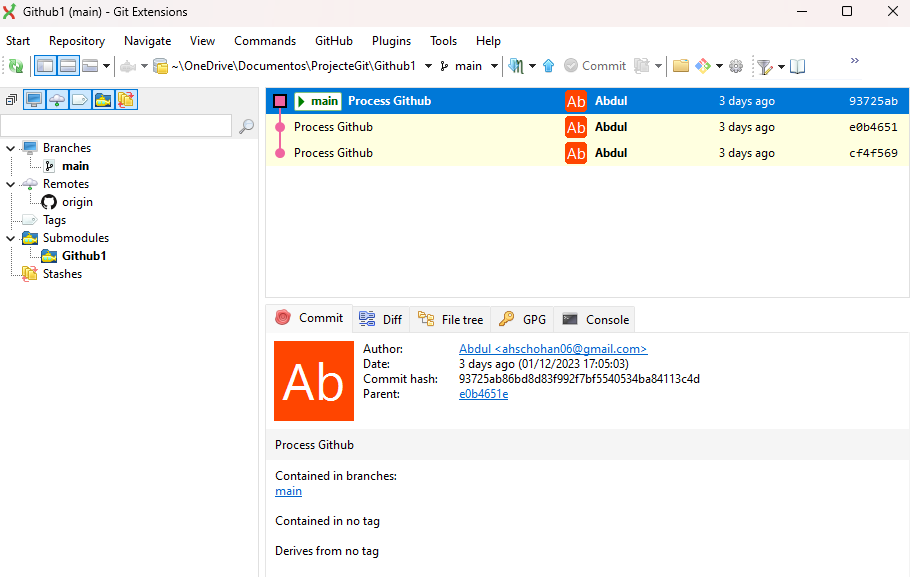 Github1 (main) - Git Extensions
Start Repository Navigate View Commands GitHub Plugins Tools Help
~\OneDrive\Documentos\ProjecteGit\Github1 main Commit »
main Process Github Ab Abdul 3 days ago 93725ab
Process Github Ab Abdul 3 days ago e0b4651
Process Github Ab Abdul 3 days ago cf4f569
Branches
main
Remotes
origin
Tags
Submodules
Github1
Stashes
Commit Diff File tree GPG Console
Ab
Author: Abdul <ahschohan06@gmail.com>
Date: 3 days ago (01/12/2023 17:05:03)
Commit hash: 93725ab86bd8d83f992f7bf5540534ba84113c4d
Parent: e0b4651e
Process Github
Contained in branches:
main
Contained in no tag
Derives from no tag